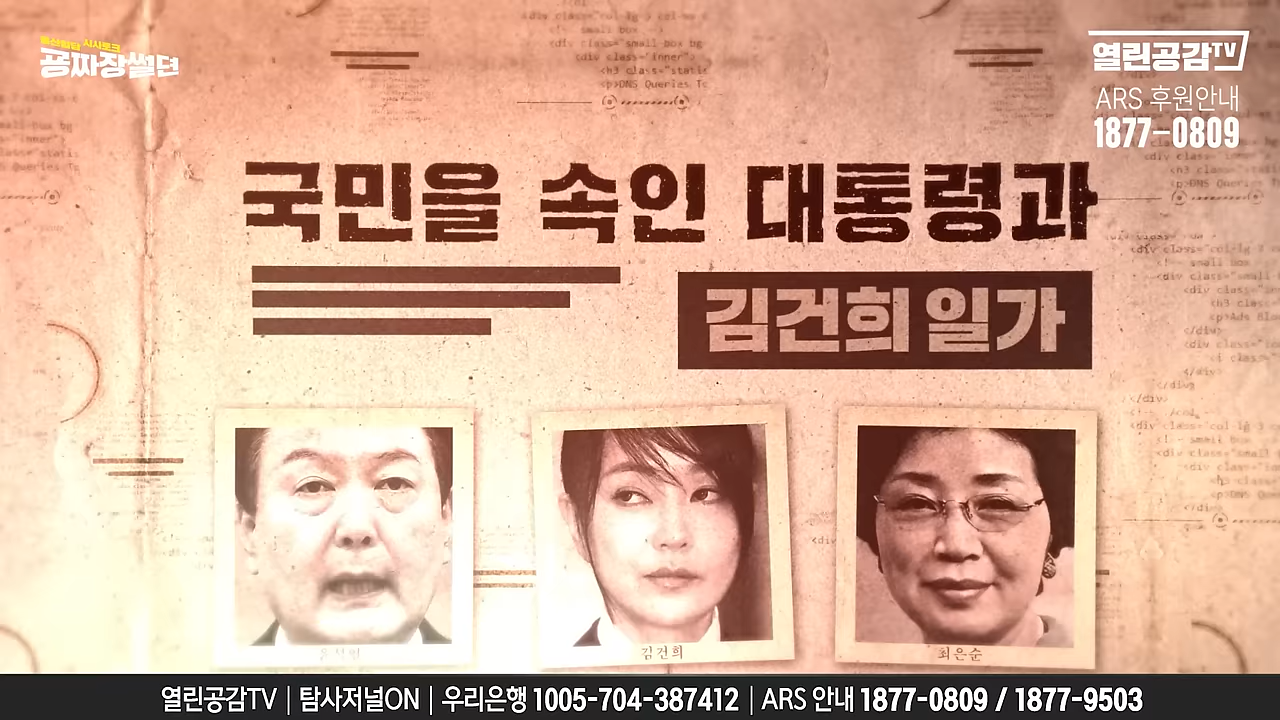 공짜장썰뎐
열린공감TV
ARS 후원안내
1877-0809
국민을 속인 대통령과
김건희 일가
김건희
최은순
열린공감TV | 탐사저널ON | 우리은행 1005-704-387412 | ARS 안내 1877-0809 / 1877-9503